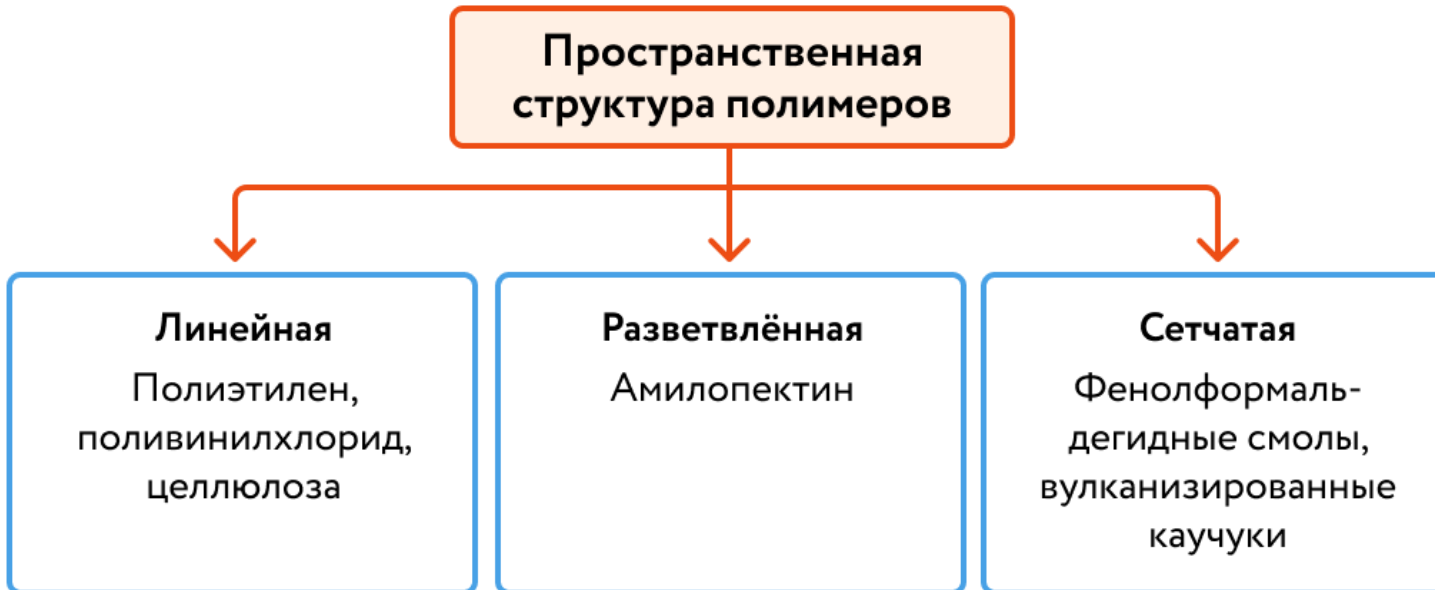 Пространственная
структура полимеров
Линейная
Полиэтилен,
поливинилхлорид,
целлюлоза
Разветвлённая
Амилопектин
Сетчатая
Фенолформаль-
дегидные смолы,
вулканизированные
каучуки